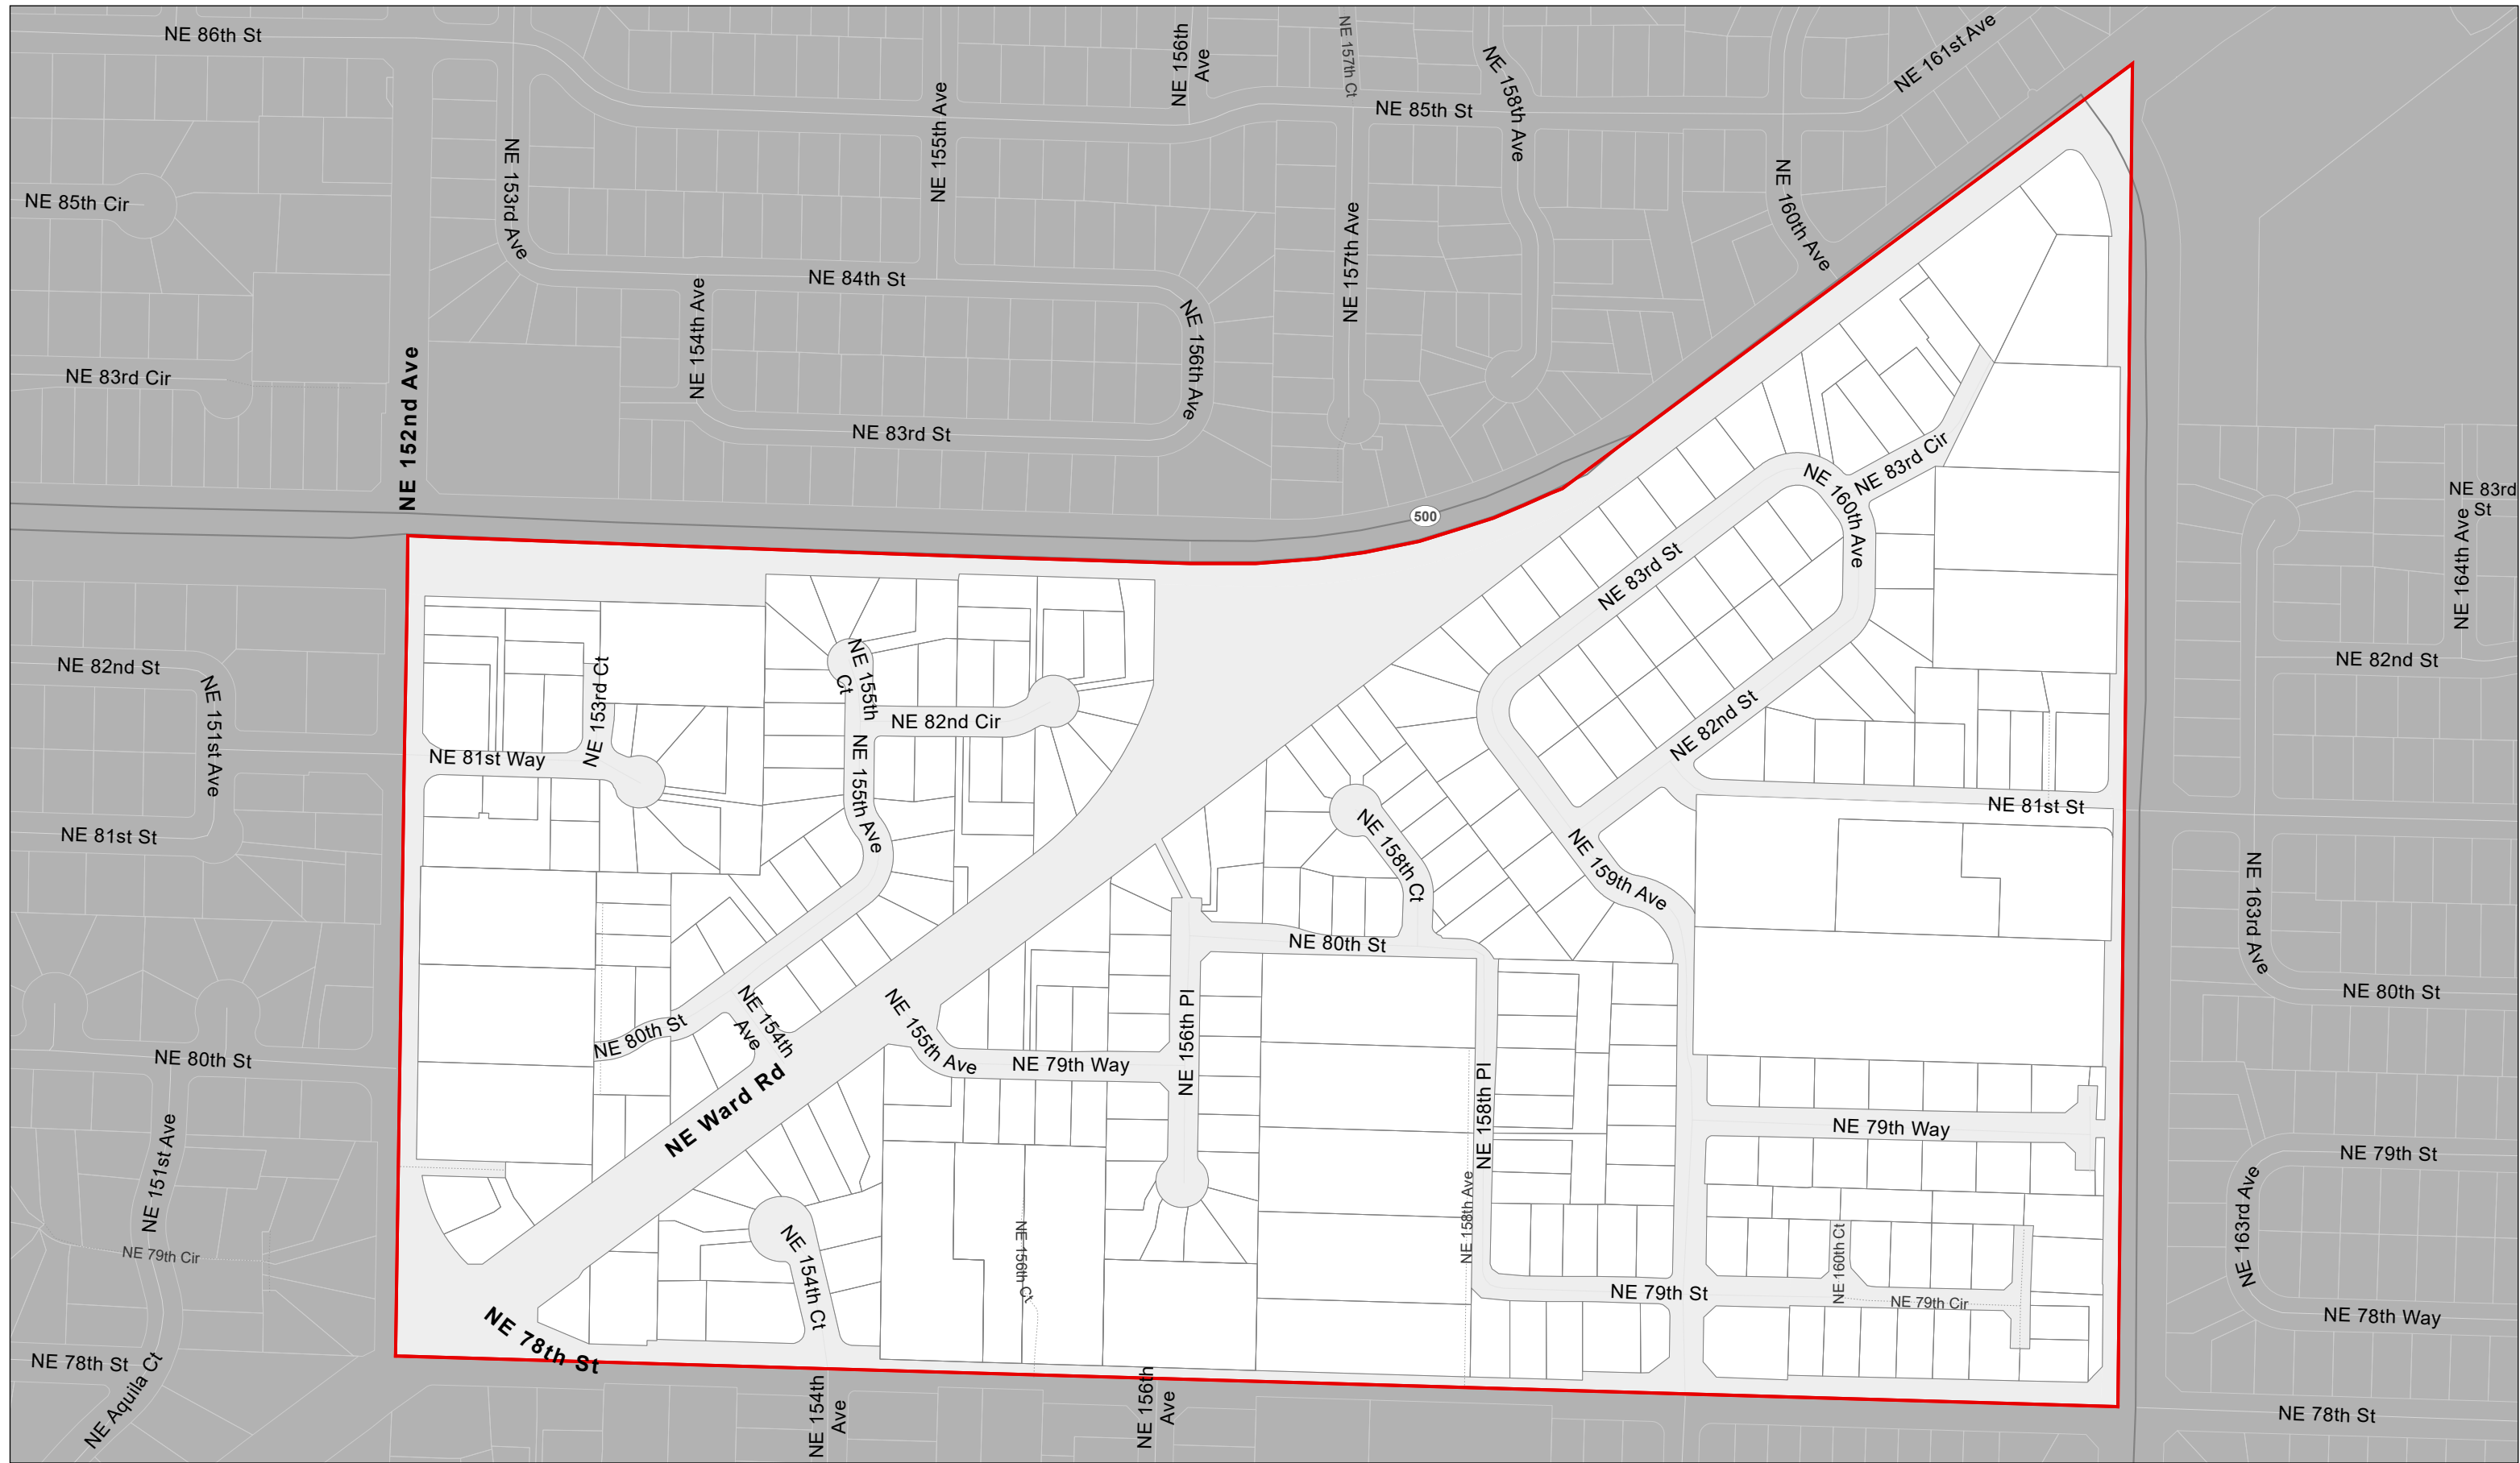 NE 86th St
NE 156th
Ave
NE 157th Ct
NE 158th Ave
NE 161st Ave
NE 85th St
NE 155th Ave
NE 153rd Ave
NE 85th Cir
NE 160th Ave
NE 157th Ave
NE 84th St
NE 154th Ave
NE 156th Ave
NE 83rd Cir
NE 152nd Ave
NE 83rd St
NE 160th Ave
NE 83rd Cir
NE 83rd
St
NE 164th Ave
500
NE 83rd St
NE 82nd St
NE 151st Ave
NE 153rd Ct
NE 155th
Ct
NE 82nd Cir
NE 82nd St
NE 82nd St
NE 81st Way
NE 155th Ave
NE 81st St
NE 81st St
NE 158th Ct
NE 159th Ave
NE 163rd Ave
NE 80th St
NE 80th St
NE 154th
Ave
NE 155th Ave
NE 156th Pl
NE 80th St
NE 80th St
NE 79th Way
NE Ward Rd
NE 158th Pl
NE 79th Way
NE 79th St
NE 151st Ave
NE 79th Cir
NE 154th Ct
NE 156th Ct
NE 158th Ave
NE 160th Ct
NE 163rd Ave
NE 79th St
NE 79th Cir
NE 78th Way
NE 78th St
NE 78th St
NE Aquila Ct
NE 154th
Ave
NE 156th
Ave
NE 78th St